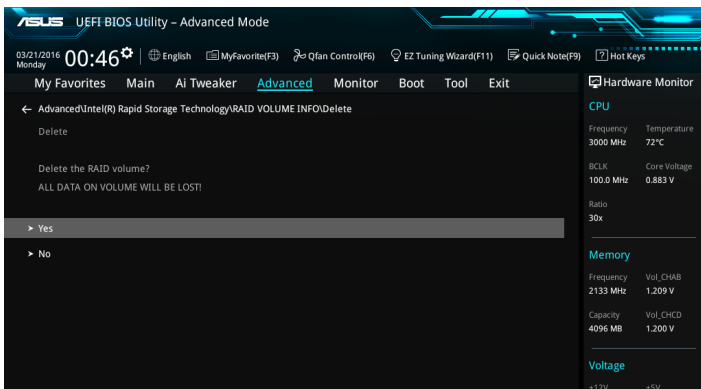 ASUS UEFI BIOS Utility – Advanced Mode
03/21/2016 Monday 00:46 English MyFavorite(F3) Qfan Control(F6) EZ Tuning Wizard(F11) Quick Note(F9) ? Hot Keys
My Favorites Main Ai Tweaker Advanced Monitor Boot Tool Exit
Hardware Monitor
← Advanced\Intel(R) Rapid Storage Technology\RAID VOLUME INFO\Delete
Delete
Delete the RAID volume?
ALL DATA ON VOLUME WILL BE LOST!
> Yes
> No
CPU
Frequency Temperature
3000 MHz 72°C
BCLK Core Voltage
100.0 MHz 0.883 V
Ratio
30x
Memory
Frequency Vol_CHAB
2133 MHz 1.209 V
Capacity Vol_CHCD
4096 MB 1.200 V
Voltage
+12V +5V